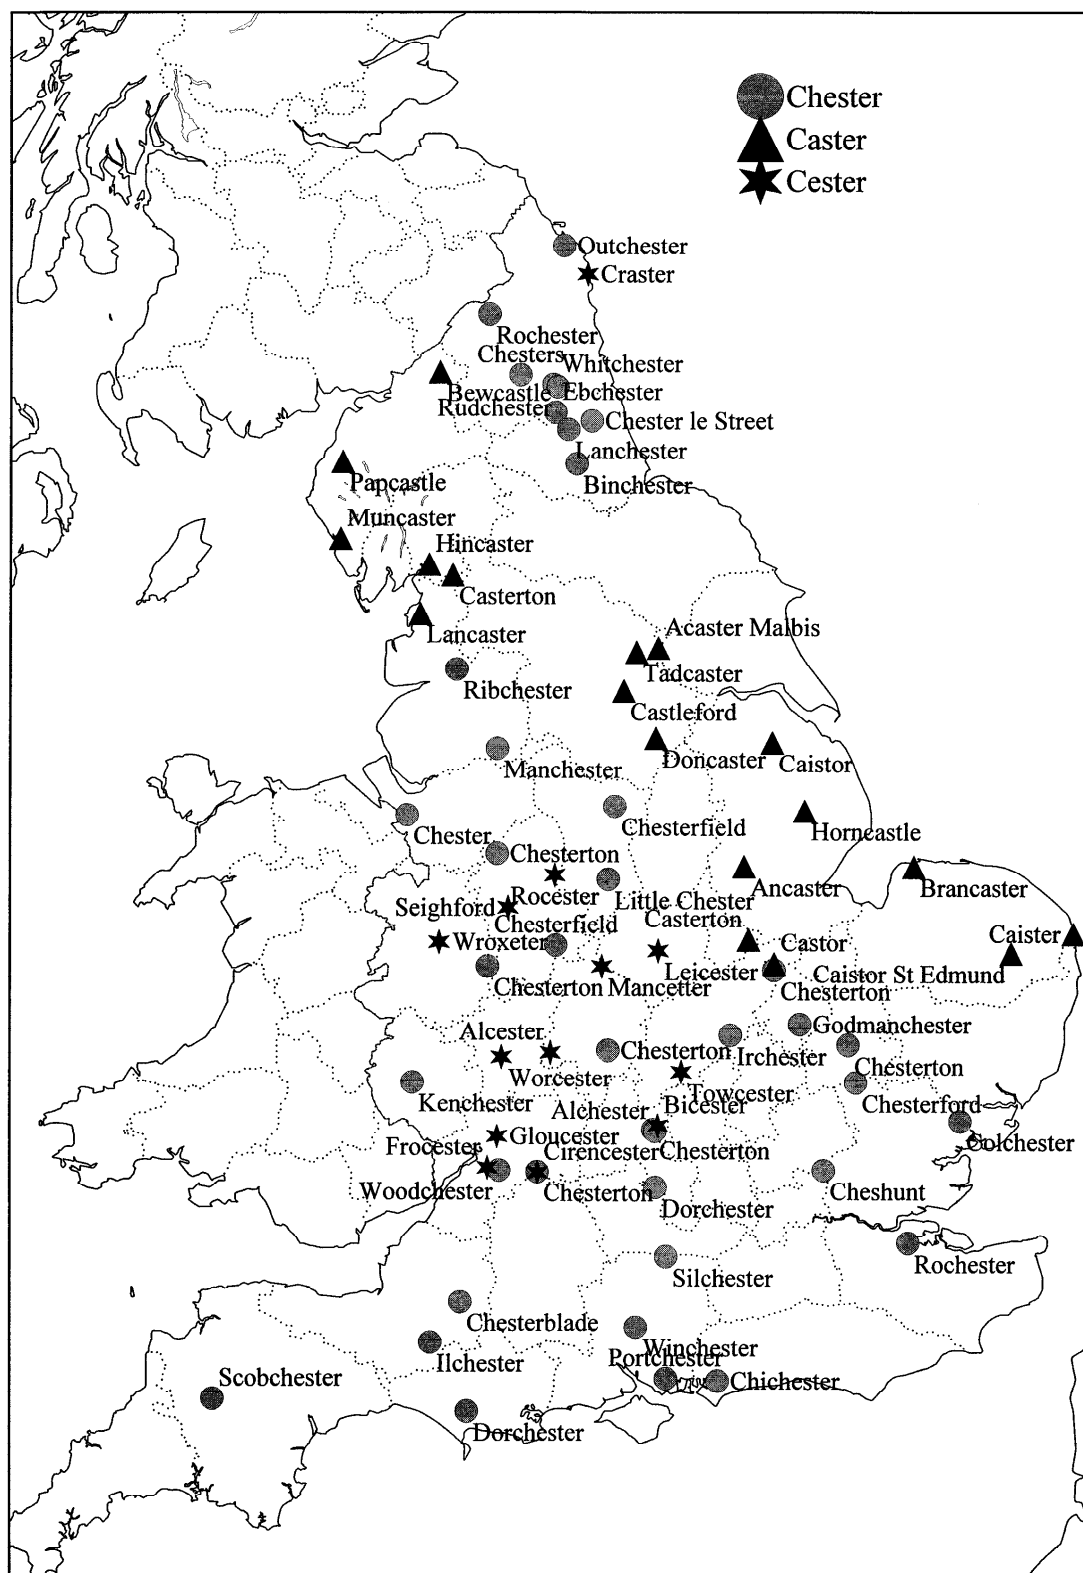 Chester
Caster
Cester
Outchester
Craster
Rochester
Chesters
Whitchester
Bewcastle
Ebchester
Rudchester
Chester le Street
Lanchester
Papcastle
Binchester
Muncaster
Hincaster
Casterton
Lancaster
Acaster Malbis
Tadcaster
Ribchester
Castleford
Doncaster
Caistor
Manchester
Chester
Chesterfield
Horncastle
Chesterton
Ancaster
Brancaster
Rocester
Little Chester
Seighford
Casterton
Chesterfield
Wroxeter
Castor
Caister
Leicester
Caistor St Edmund
Chesterton
Mancetter
Chesterton
Godmanchester
Alcester
Chesterton
Irchester
Worcester
Chesterton
Kenchester
Towcester
Chesterford
Alchester
Bicester
Gloucester
Colchester
Frocester
Cirencester
Chesterton
Woodchester
Chesterton
Cheshunt
Dorchester
Rochester
Silchester
Chesterblade
Winchester
Ilchester
Portchester
Scobchester
Chichester
Dorchester